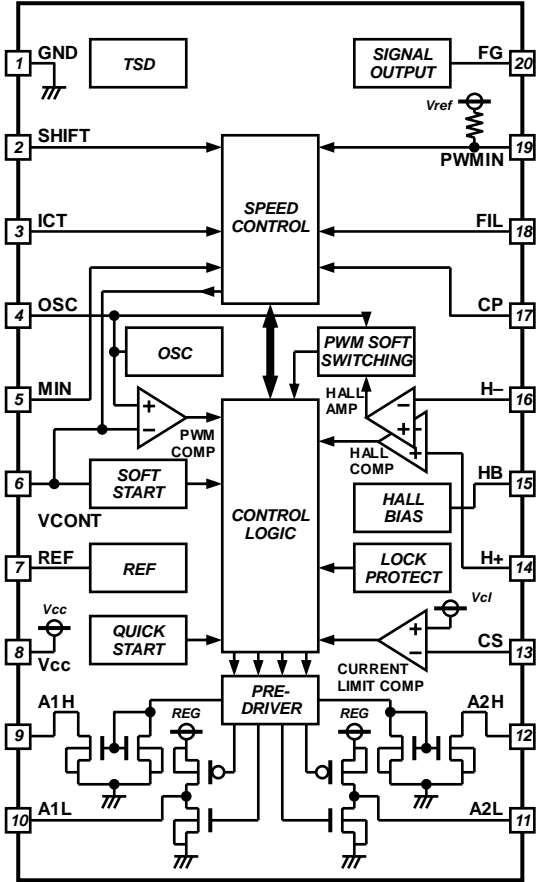 1
GND
TSD
SIGNAL
OUTPUT
FG
20
Vref
2
SHIFT
19
PWMIN
3
ICT
SPEED
CONTROL
FIL
18
4
OSC
CP
17
OSC
PWM SOFT
SWITCHING
5
MIN
HALL
AMP
H–
16
PWM
COMP
HALL
COMP
6
VCONT
SOFT
START
CONTROL
LOGIC
HALL
BIAS
HB
15
7
REF
REF
LOCK
PROTECT
H+
14
Vcc
8
Vcc
QUICK
START
Vcl
CS
13
CURRENT
LIMIT COMP
PRE-
DRIVER
9
A1H
REG
REG
A2H
12
10
A1L
A2L
11
+
–
–
+
+
+
–